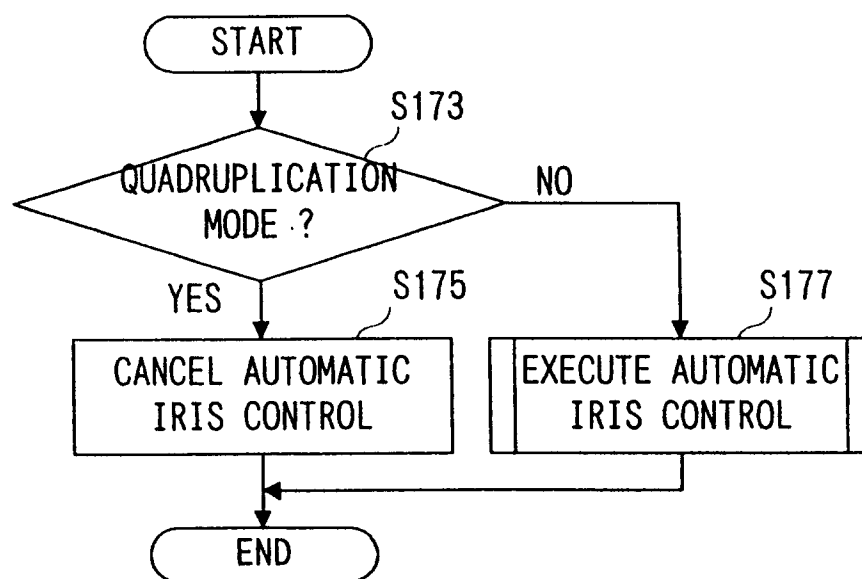 START
S173
QUADRUPLICATION
MODE ?
NO
YES
S175
S177
CANCEL AUTOMATIC
IRIS CONTROL
EXECUTE AUTOMATIC
IRIS CONTROL
END